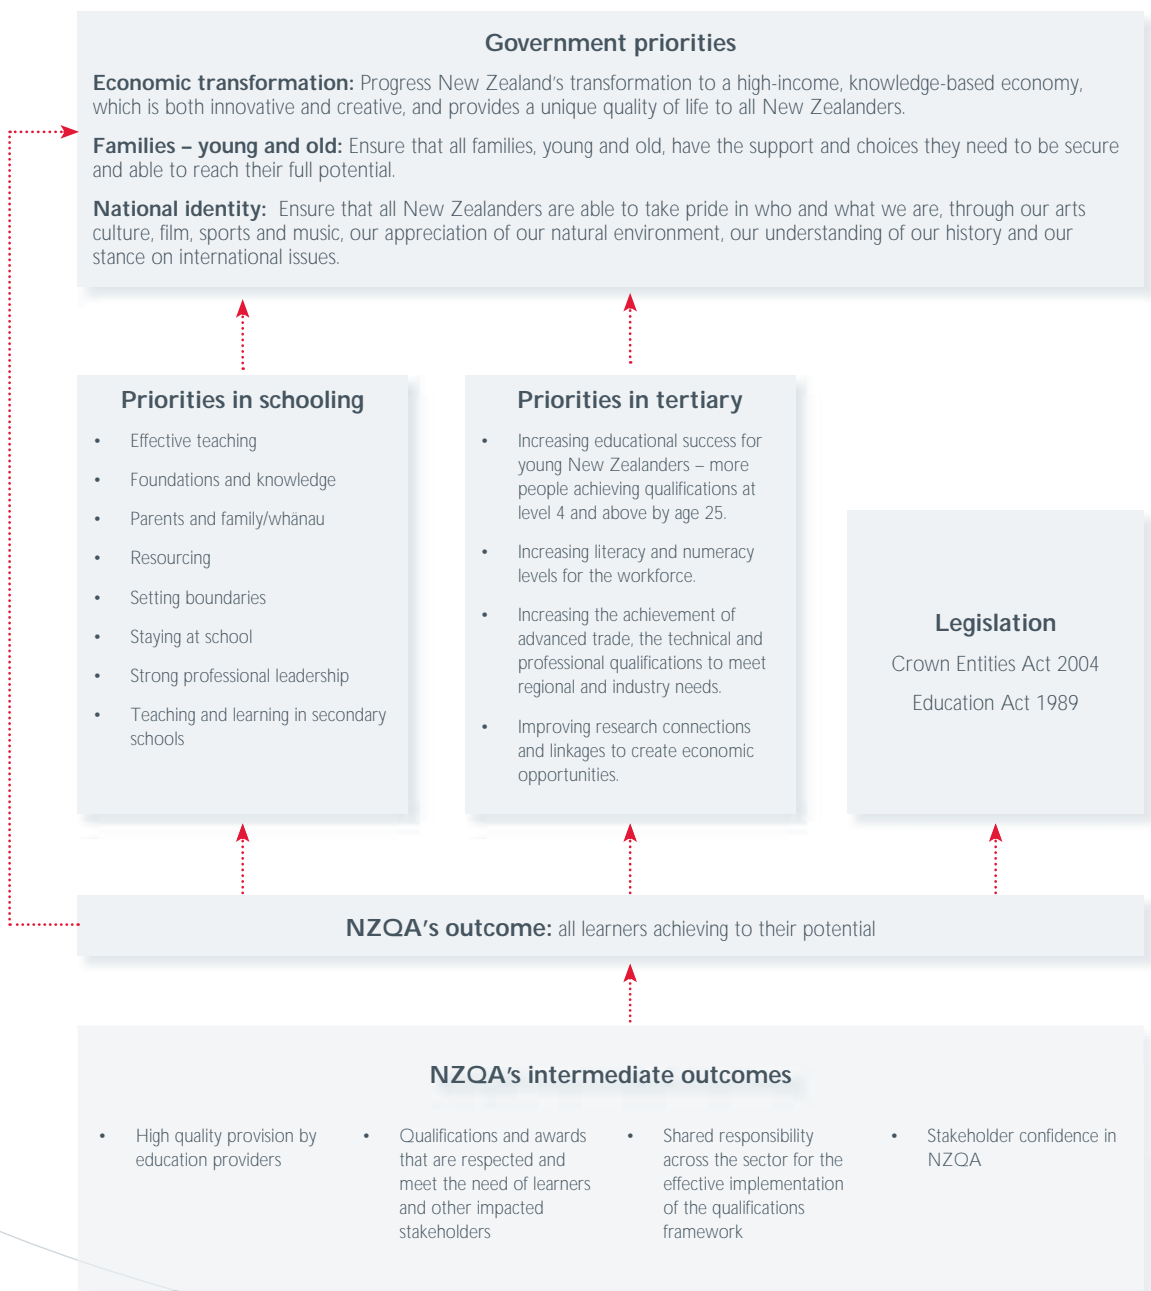 Government priorities
Economic transformation: Progress New Zealand's transformation to a high-income, knowledge-based economy,
which is both innovative and creative, and provides a unique quality of life to all New Zealanders.
Families – young and old: Ensure that all families, young and old, have the support and choices they need to be secure
and able to reach their full potential.
National identity: Ensure that all New Zealanders are able to take pride in who and what we are, through our arts
culture, film, sports and music, our appreciation of our natural environment, our understanding of our history and our
stance on international issues.
Priorities in schooling
• Effective teaching
• Foundations and knowledge
• Parents and family/whänau
• Resourcing
• Setting boundaries
• Staying at school
• Strong professional leadership
• Teaching and learning in secondary
schools
Priorities in tertiary
• Increasing educational success for
young New Zealanders – more
people achieving qualifications at
level 4 and above by age 25.
• Increasing literacy and numeracy
levels for the workforce.
• Increasing the achievement of
advanced trade, the technical and
professional qualifications to meet
regional and industry needs.
• Improving research connections
and linkages to create economic
opportunities.
Legislation
Crown Entities Act 2004
Education Act 1989
NZQA's outcome: all learners achieving to their potential
NZQA's intermediate outcomes
• High quality provision by
education providers
• Qualifications and awards
that are respected and
meet the need of learners
and other impacted
stakeholders
• Shared responsibility
across the sector for the
effective implementation
of the qualifications
framework
• Stakeholder confidence in
NZQA